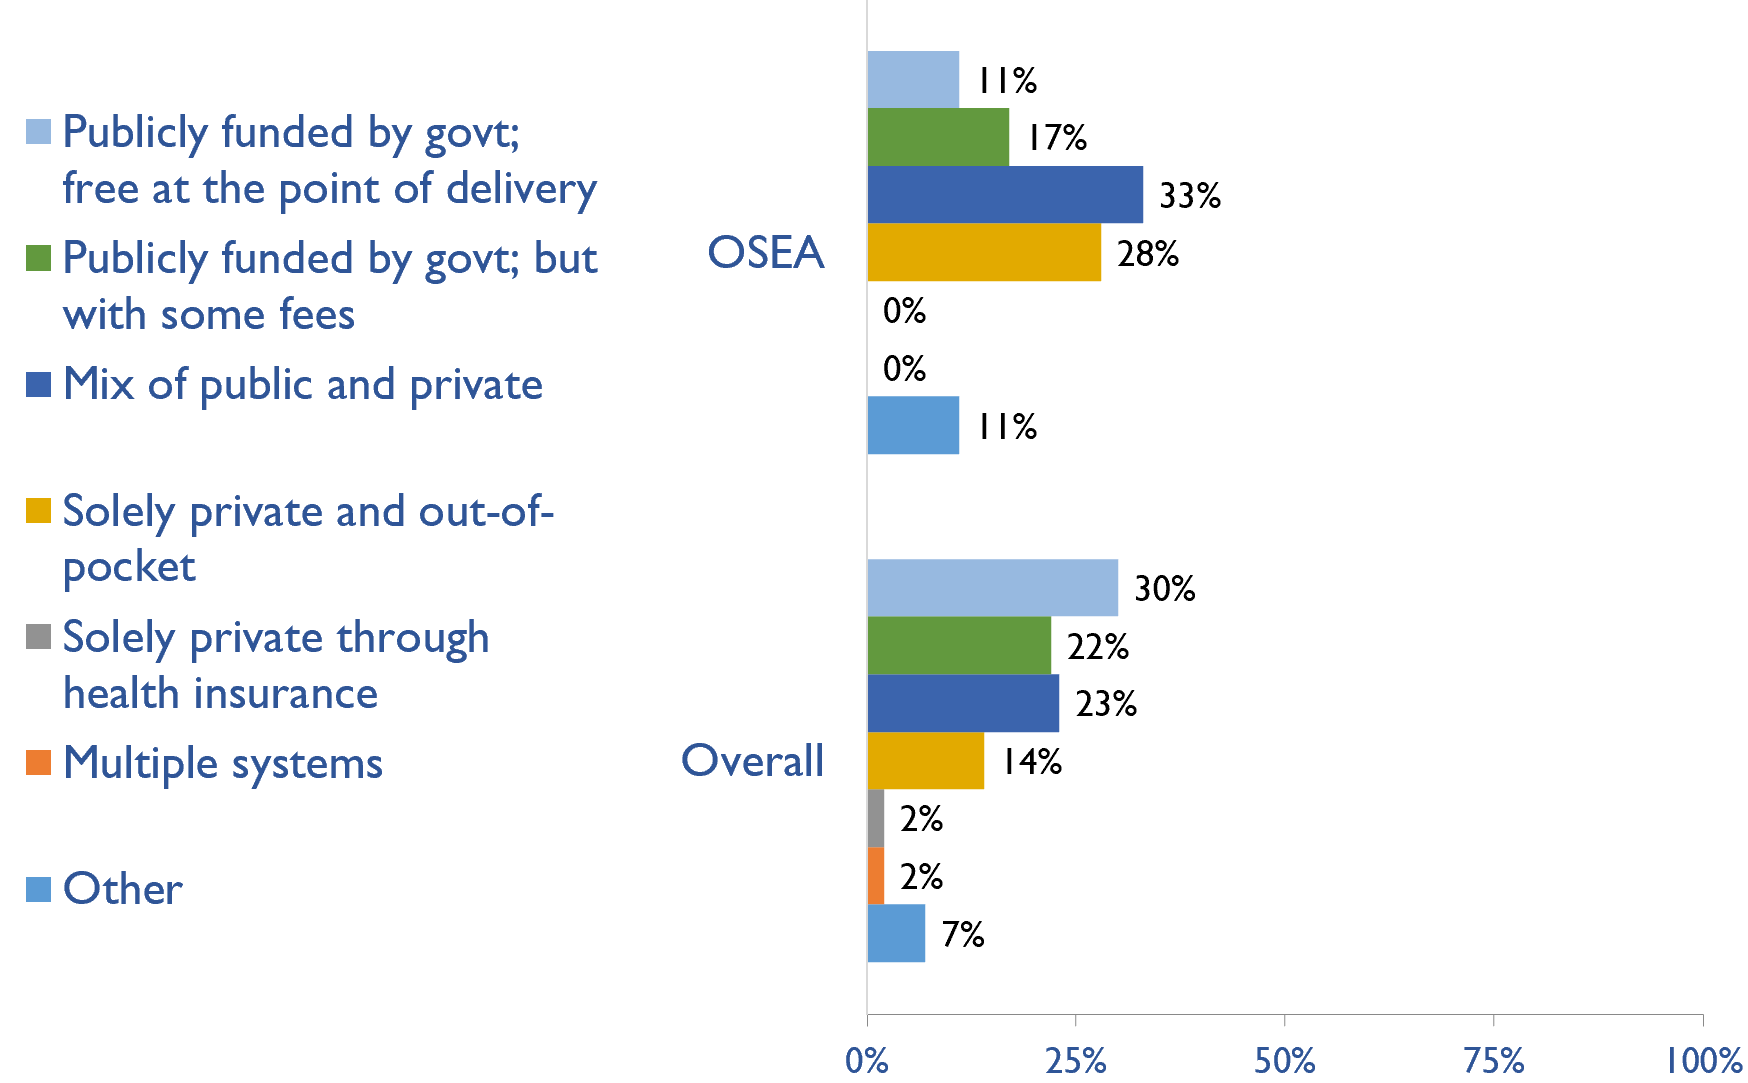 Publicly funded by govt;
free at the point of delivery
Publicly funded by govt; but
with some fees
Mix of public and private
Solely private and out-of-
pocket
Solely private through
health insurance
Multiple systems
Other
OSEA
11%
17%
33%
28%
0%
0%
11%
Overall
30%
22%
23%
14%
2%
2%
7%
0%
25%
50%
75%
100%